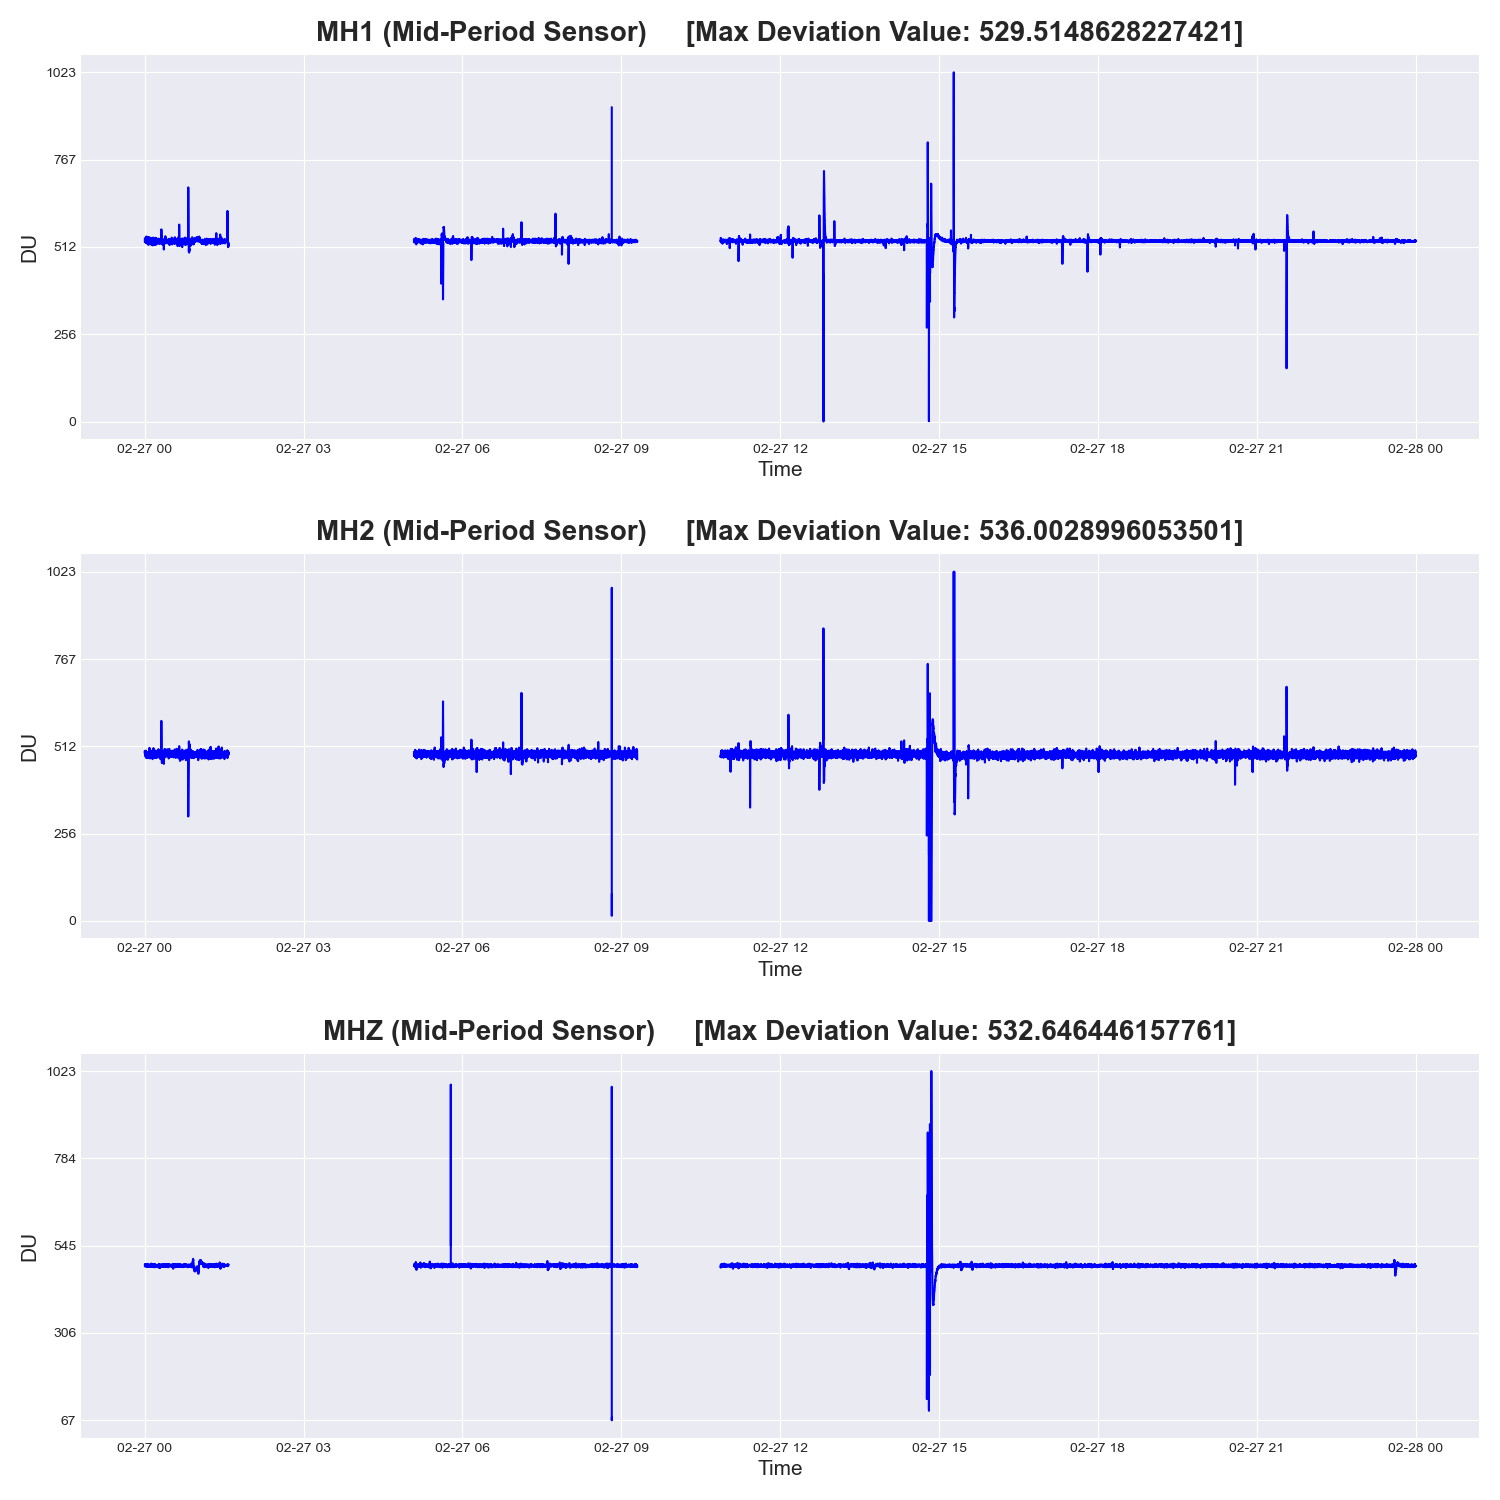 MH1 (Mid-Period Sensor) [Max Deviation Value: 529.5148628227421]
1023
767
512
256
0
DU
02-27 00 02-27 03 02-27 06 02-27 09 02-27 12 02-27 15 02-27 18 02-27 21 02-28 00
Time
MH2 (Mid-Period Sensor) [Max Deviation Value: 536.0028996053501]
1023
767
512
256
0
DU
02-27 00 02-27 03 02-27 06 02-27 09 02-27 12 02-27 15 02-27 18 02-27 21 02-28 00
Time
MHZ (Mid-Period Sensor) [Max Deviation Value: 532.646446157761]
1023
784
545
306
67
DU
02-27 00 02-27 03 02-27 06 02-27 09 02-27 12 02-27 15 02-27 18 02-27 21 02-28 00
Time